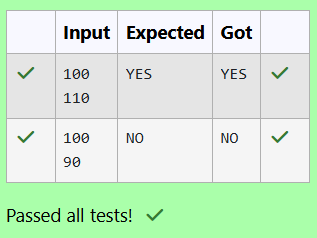 Input Expected Got
100 YES YES
110
100 NO NO
90
Passed all tests!